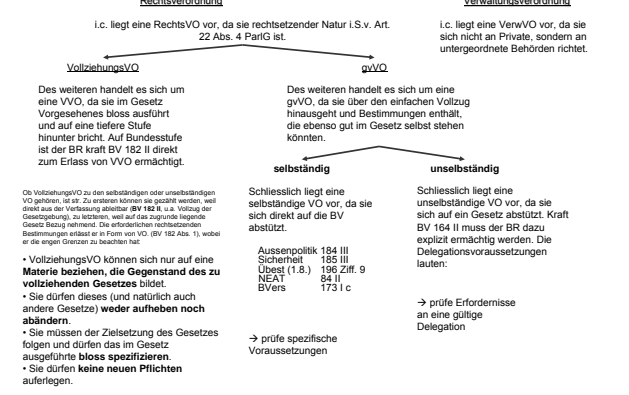 Rechtsverordnung
Verwaltungsverordnung
i.c. liegt eine RechtsVO vor, da sie rechtsetzender Natur i.S.v. Art.
22 Abs. 4 ParlG ist.
i.c. liegt eine VerwVO vor, da sie
sich nicht an Private, sondern an
untergeordnete Behörden richtet.
VollziehungsVO
gvVO
Des weiteren handelt es sich um
eine VVO, da sie im Gesetz
Vorgesehenes bloss ausführt
und auf eine tiefere Stufe
hinunter bricht. Auf Bundesstufe
ist der BR kraft BV 182 II direkt
zum Erlass von VVO ermächtigt.
Des weiteren handelt es sich um eine
gvVO, da sie über den einfachen Vollzug
hinausgeht und Bestimmungen enthält,
die ebenso gut im Gesetz selbst stehen
könnten.
selbständig
unselbständig
Ob VollziehungsVO zu den selbständigen oder unselbständigen
VO gehören, ist str. Zu ersteren können sie gezählt werden, weil
direkt aus der Verfassung ableitbar (BV 182 II, u.a. Vollzug der
Gesetzgebung), zu letzteren, weil auf das zugrunde liegende
Gesetz Bezug nehmend. Die erforderlichen rechtsetzenden
Bestimmungen erlässt er in Form von VO. (BV 182 Abs. 1), wobei
er die engen Grenzen zu beachten hat:
• VollziehungsVO können sich nur auf eine
Materie beziehen, die Gegenstand des zu
vollziehenden Gesetzes bildet.
• Sie dürfen dieses (und natürlich auch
andere Gesetze) weder aufheben noch
abändern.
• Sie müssen der Zielsetzung des Gesetzes
folgen und dürfen das im Gesetz
ausgeführte bloss spezifizieren.
• Sie dürfen keine neuen Pflichten
auferlegen.
Schliesslich liegt eine
selbständige VO vor, da sie
sich direkt auf die BV
abstützt.
Aussenpolitik 184 III
Sicherheit 185 III
Übest (1.8.) 196 Ziff. 9
NEAT 84 II
BVers 173 I c
→ prüfe spezifische
Voraussetzungen
Schliesslich liegt eine
unselbständige VO vor, da sie
sich auf ein Gesetz abstützt. Kraft
BV 164 II muss der BR dazu
explizit ermächtigt werden. Die
Delegationsvoraussetzungen
lauten:
→ prüfe Erfordernisse
an eine gültige
Delegation